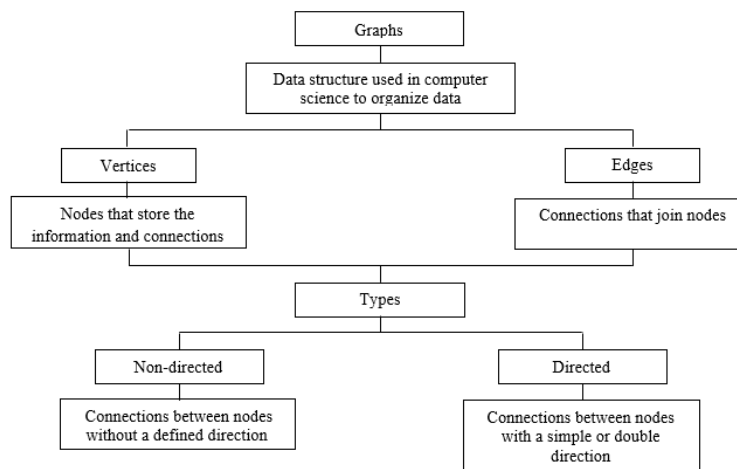 Graphs
Data structure used in computer
science to organize data
Vertices
Edges
Nodes that store the
information and connections
Connections that join nodes
Types
Non-directed
Directed
Connections between nodes
without a defined direction
Connections between nodes
with a simple or double
direction